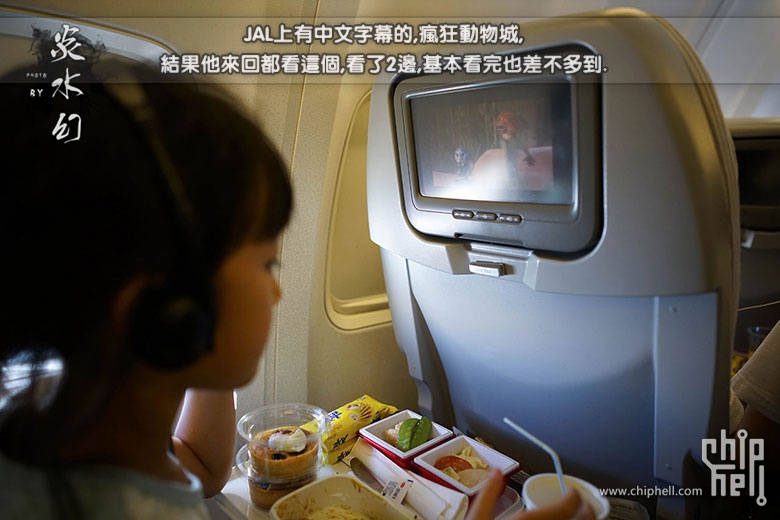 JAL上有中文字幕的,瘋狂動物城,
結果他來回都看這個,看了2邊,基本看完也差不多到.
PHOTO
BY
炎水幻
www.chiphell.com
chip
hell